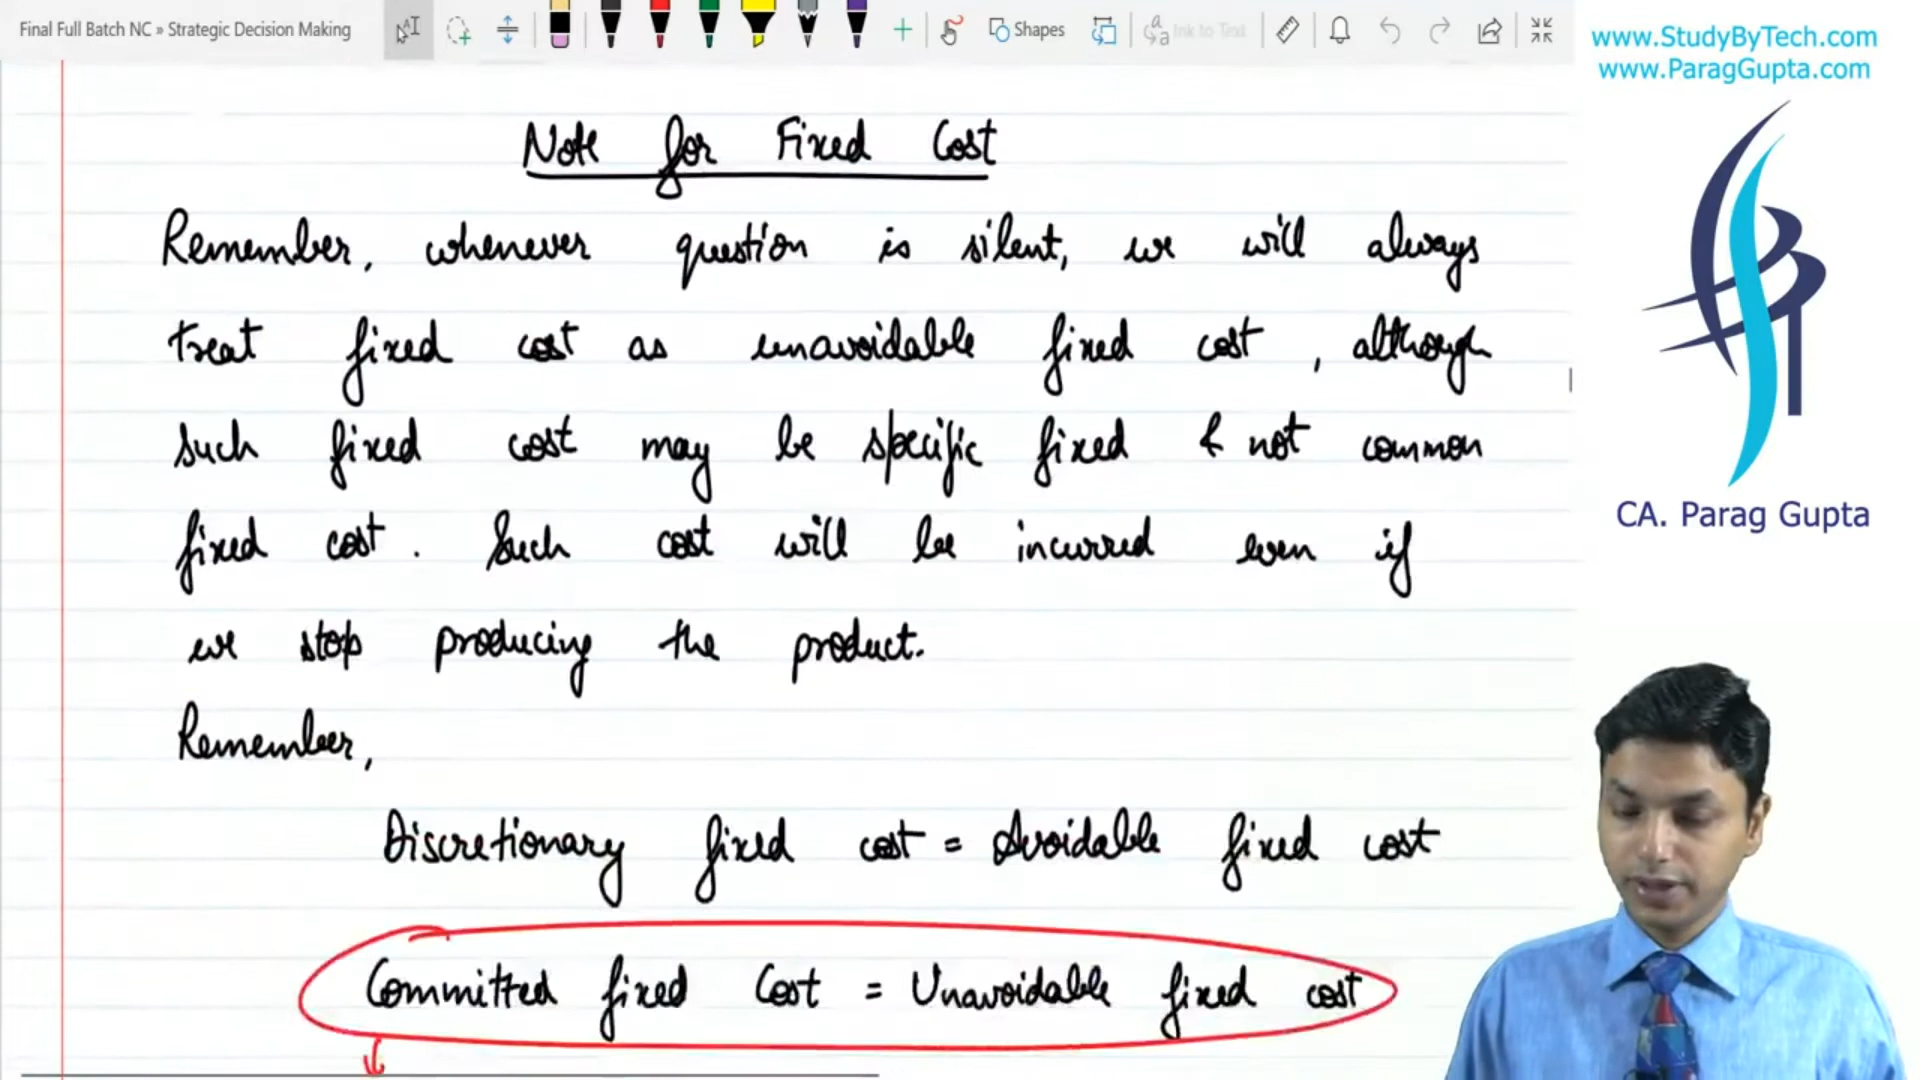 Final Full Batch NC » Strategic Decision Making
Shapes
Ink to Text
www.StudyByTech.com
www.ParagGupta.com
Note for Fixed Cost
Remember, whenever question is silent, we will always
treat fixed cost as unavoidable fixed cost, although
such fixed cost may be specific fixed & not common
fixed cost. Such cost will be incurred even if
we stop producing the product.
Remember,
Discretionary fixed cost = Avoidable fixed cost
Committed fixed Cost = Unavoidable fixed cost
CA. Parag Gupta